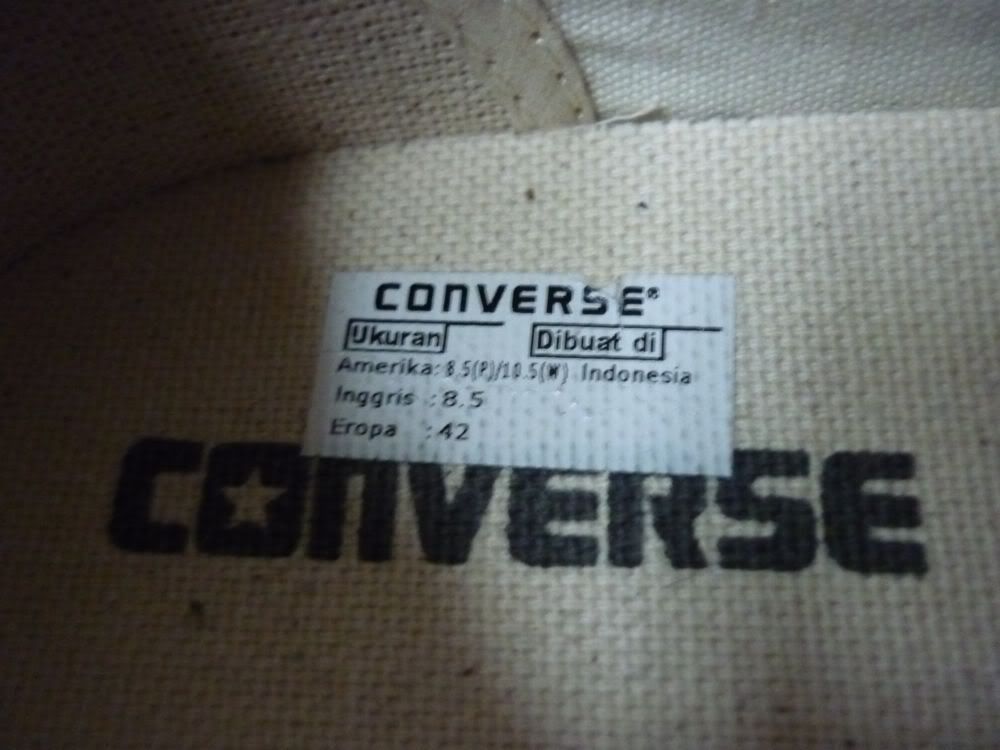 CONVERSE®
Ukuran Dibuat di
Amerika: 8.5(P)/10.5(W) Indonesia
Inggris : 8.5
Eropa : 42
CONVERSE